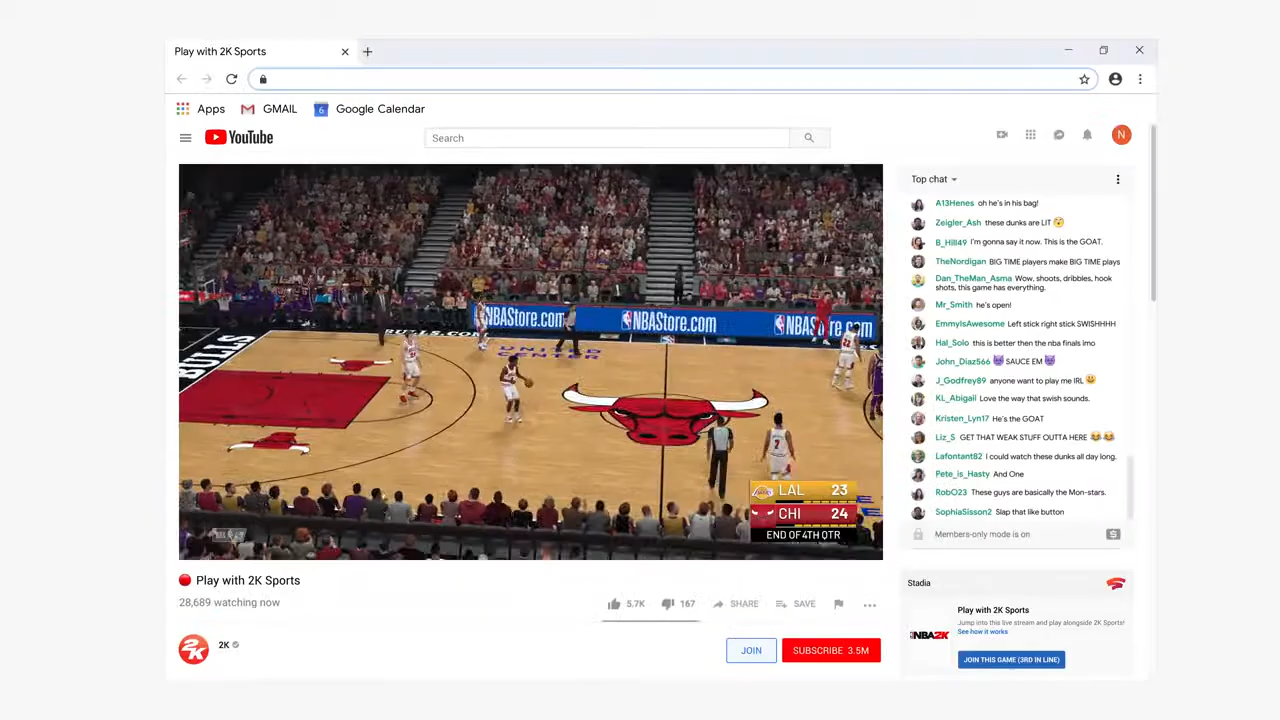 Play with 2K Sports
Apps
GMAIL
6
Google Calendar
YouTube
Search
N
BULLS
BULLS.COM
NBAStore.com
NBAStore.com
NBAStore.com
UNITED
CENTER
7
LAL 23
CHI 24
END OF 4TH QTR
Top chat
A13Henes oh he's in his bag!
Zeigler_Ash these dunks are LIT 😯
B_Hill49 I'm gonna say it now. This is the GOAT.
TheNordigan BIG TIME players make BIG TIME plays
Dan_TheMan_Asma Wow, shoots, dribbles, hook
shots, this game has everything.
Mr_Smith he's open!
EmmyIsAwesome Left stick right stick SWISHHHH
Hal_Solo this is better then the nba finals imo
John_Diaz566 😈 SAUCE EM 😈
J_Godfrey89 anyone want to play me IRL 😃
KL_Abigail Love the way that swish sounds.
Kristen_Lyn17 He's the GOAT
Liz_S GET THAT WEAK STUFF OUTTA HERE 😂😂
Lafontant82 I could watch these dunks all day long,
Pete_is_Hasty And One
RobO23 These guys are basically the Mon-stars.
SophiaSisson2 Slap that like button
Members-only mode is on
Play with 2K Sports
28,689 watching now
5.7K
167
SHARE
SAVE
2K
2K
JOIN
SUBSCRIBE 3.5M
Stadia
NBA2K
Play with 2K Sports
Jump into this live stream and play alongside 2K Sports!
See how it works
JOIN THIS GAME (3RD IN LINE)